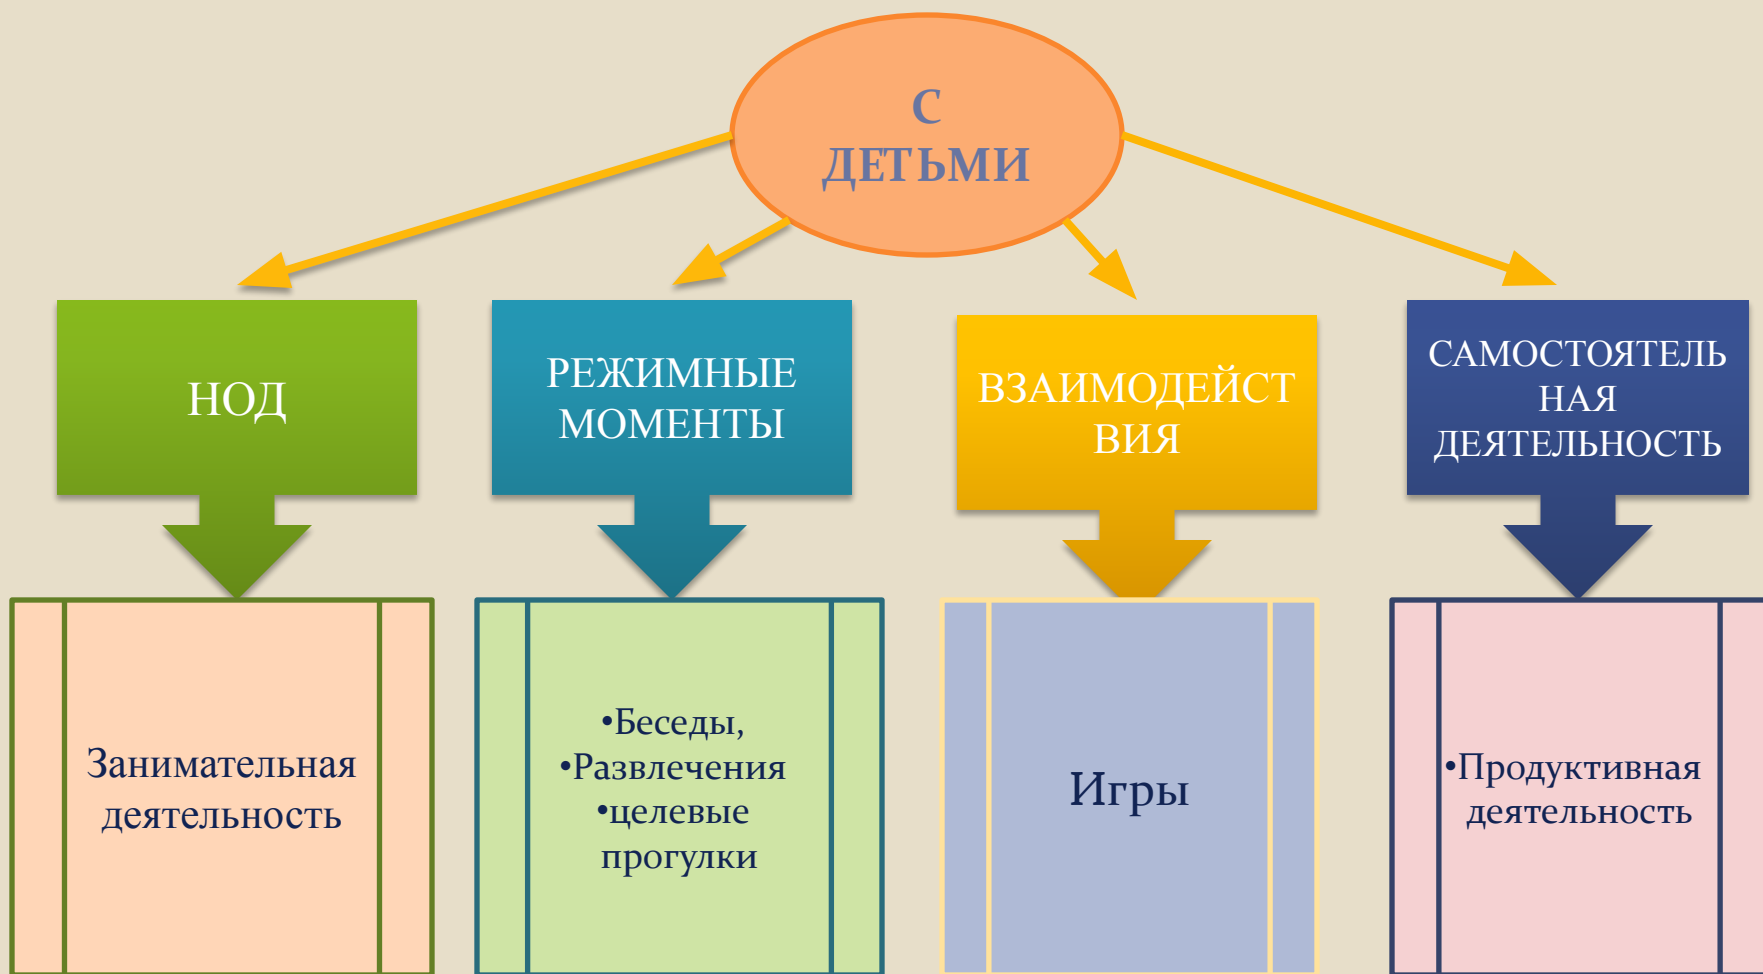 С
ДЕТЬМИ
НОД
РЕЖИМНЫЕ
МОМЕНТЫ
ВЗАИМОДЕЙСТ
ВИЯ
САМОСТОЯТЕЛЬ
НАЯ
ДЕЯТЕЛЬНОСТЬ
Занимательная
деятельность
•Беседы,
•Развлечения
•целевые
прогулки
Игры
•Продуктивная
деятельность